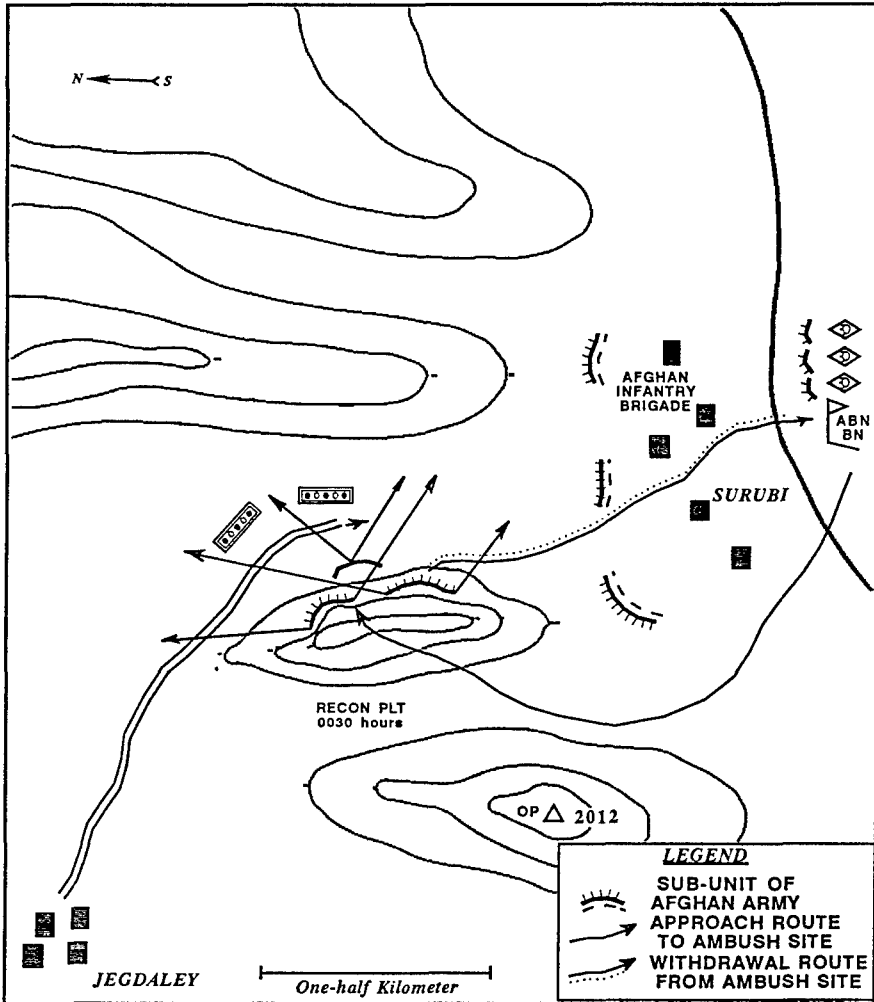 N S
AFGHAN
INFANTRY
BRIGADE
ABN
BN
SURUBI
RECON PLT
0030 hours
OP 2012
JEGDALEY
One-half Kilometer
LEGEND
SUB-UNIT OF
AFGHAN ARMY
APPROACH ROUTE
TO AMBUSH SITE
WITHDRAWAL ROUTE
FROM AMBUSH SITE